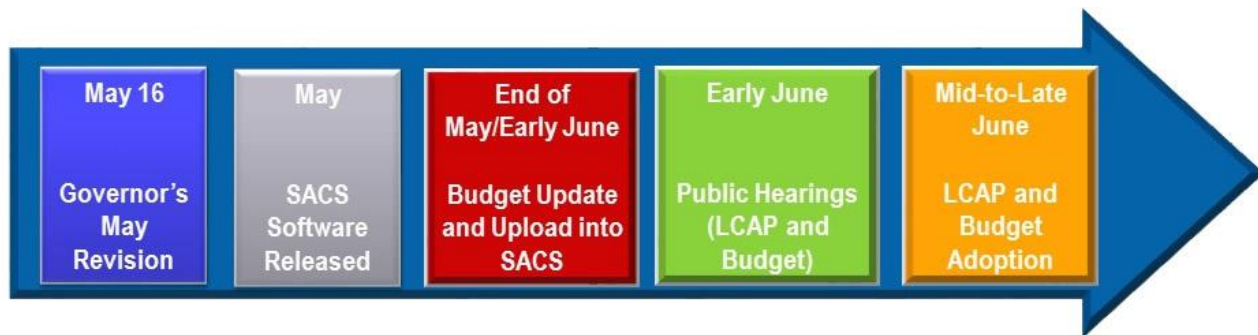 May 16
Governor's
May
Revision
May
SACS
Software
Released
End of
May/Early June
Budget Update
and Upload into
SACS
Early June
Public Hearings
(LCAP and
Budget)
Mid-to-Late
June
LCAP and
Budget
Adoption